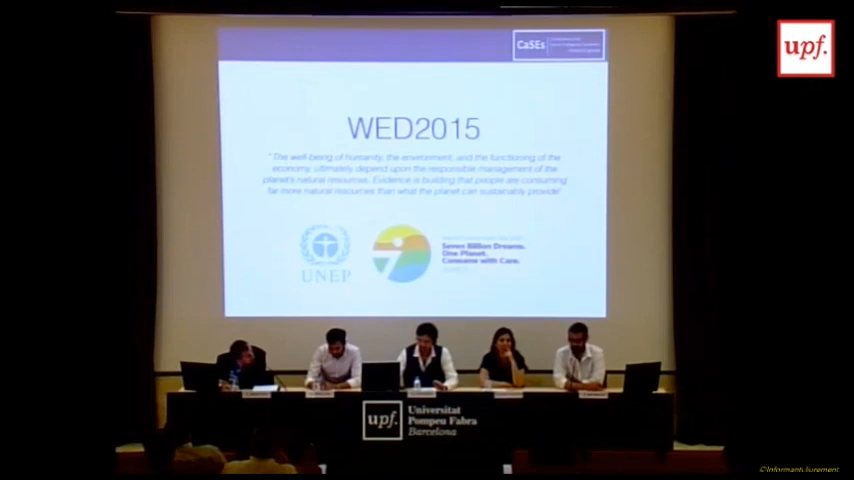 CaSEs
upf.
WED2015
"The well-being of humanity, the environment, and the functioning of the
economy, ultimately depend upon the responsible management of the
planet's natural resources. Evidence is building that people are consuming
far more natural resources than what the planet can sustainably provide"
UNEP
Seven Billion Dreams.
One Planet.
Consume with Care.
upf.
Universitat
Pompeu Fabra
Barcelona